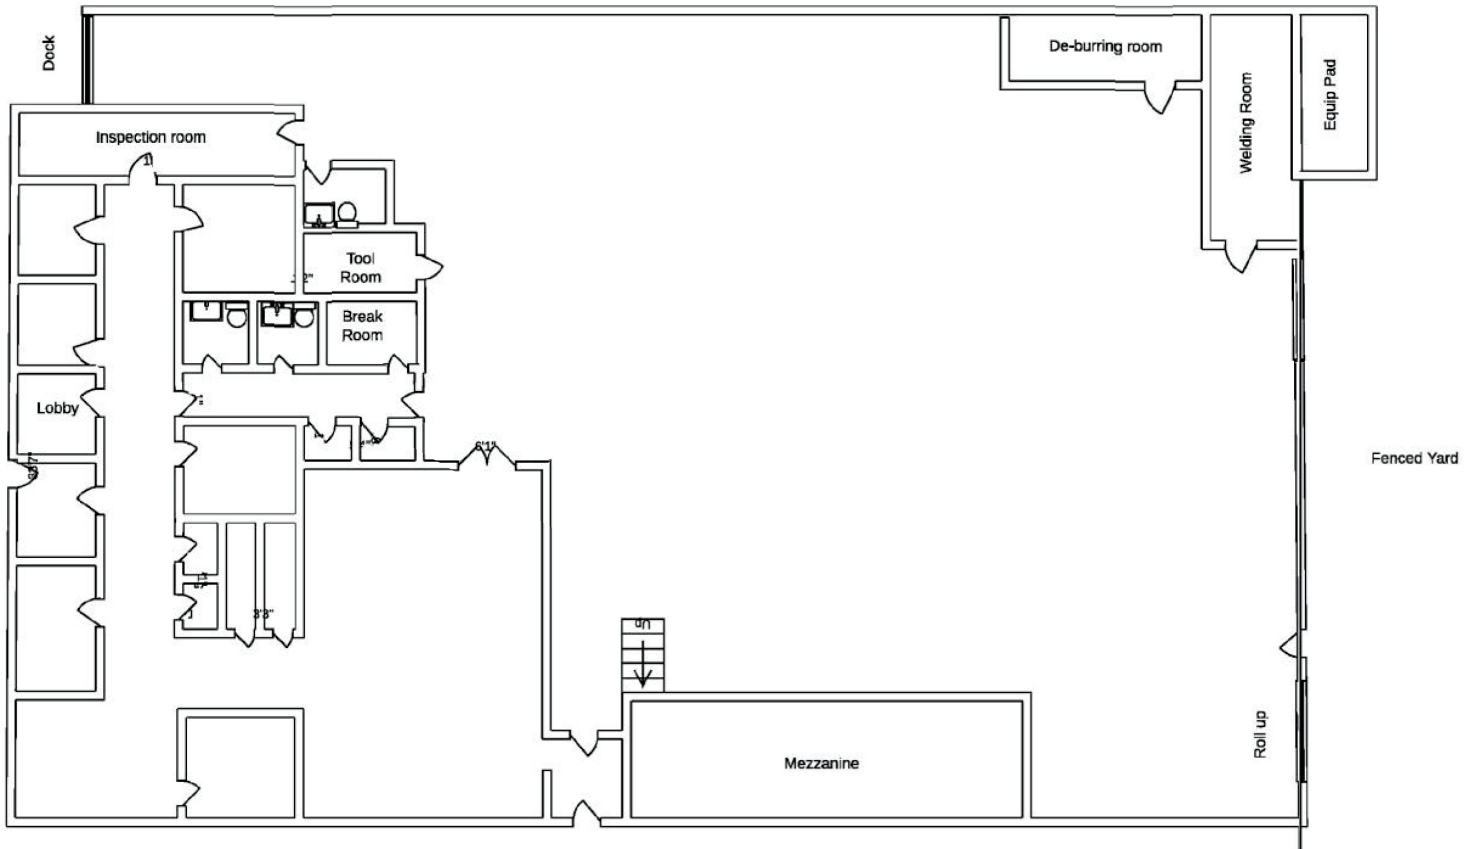 Dock
De-burring room
Welding Room
Equip Pad
Inspection room
Tool
Room
Break
Room
Lobby
6'1"
Fenced Yard
3'3"
Up
Roll up
Mezzanine